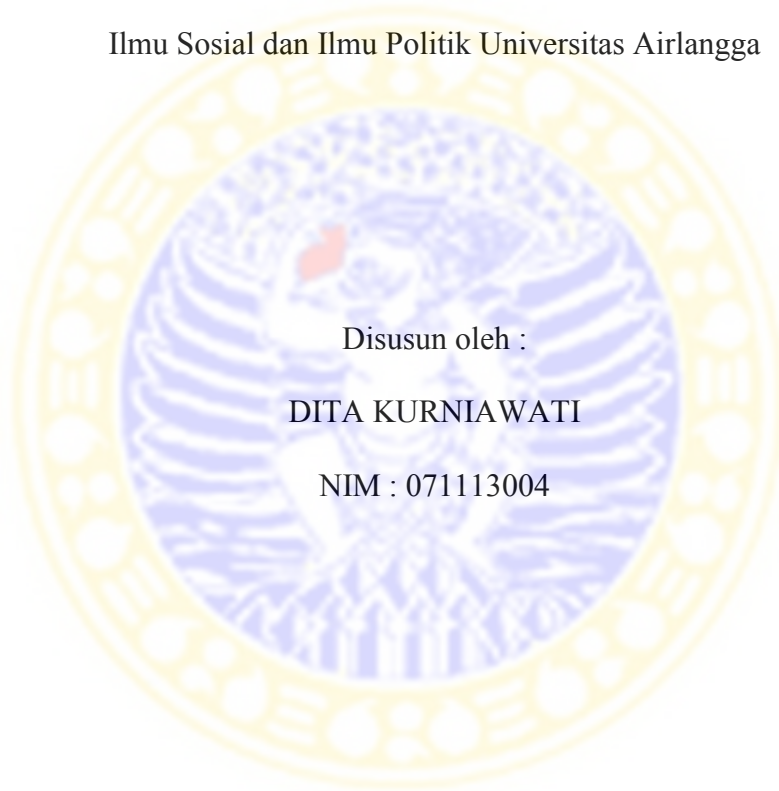 Ilmu Sosial dan Ilmu Politik Universitas Airlangga
Disusun oleh :
DITA KURNIAWATI
NIM : 071113004